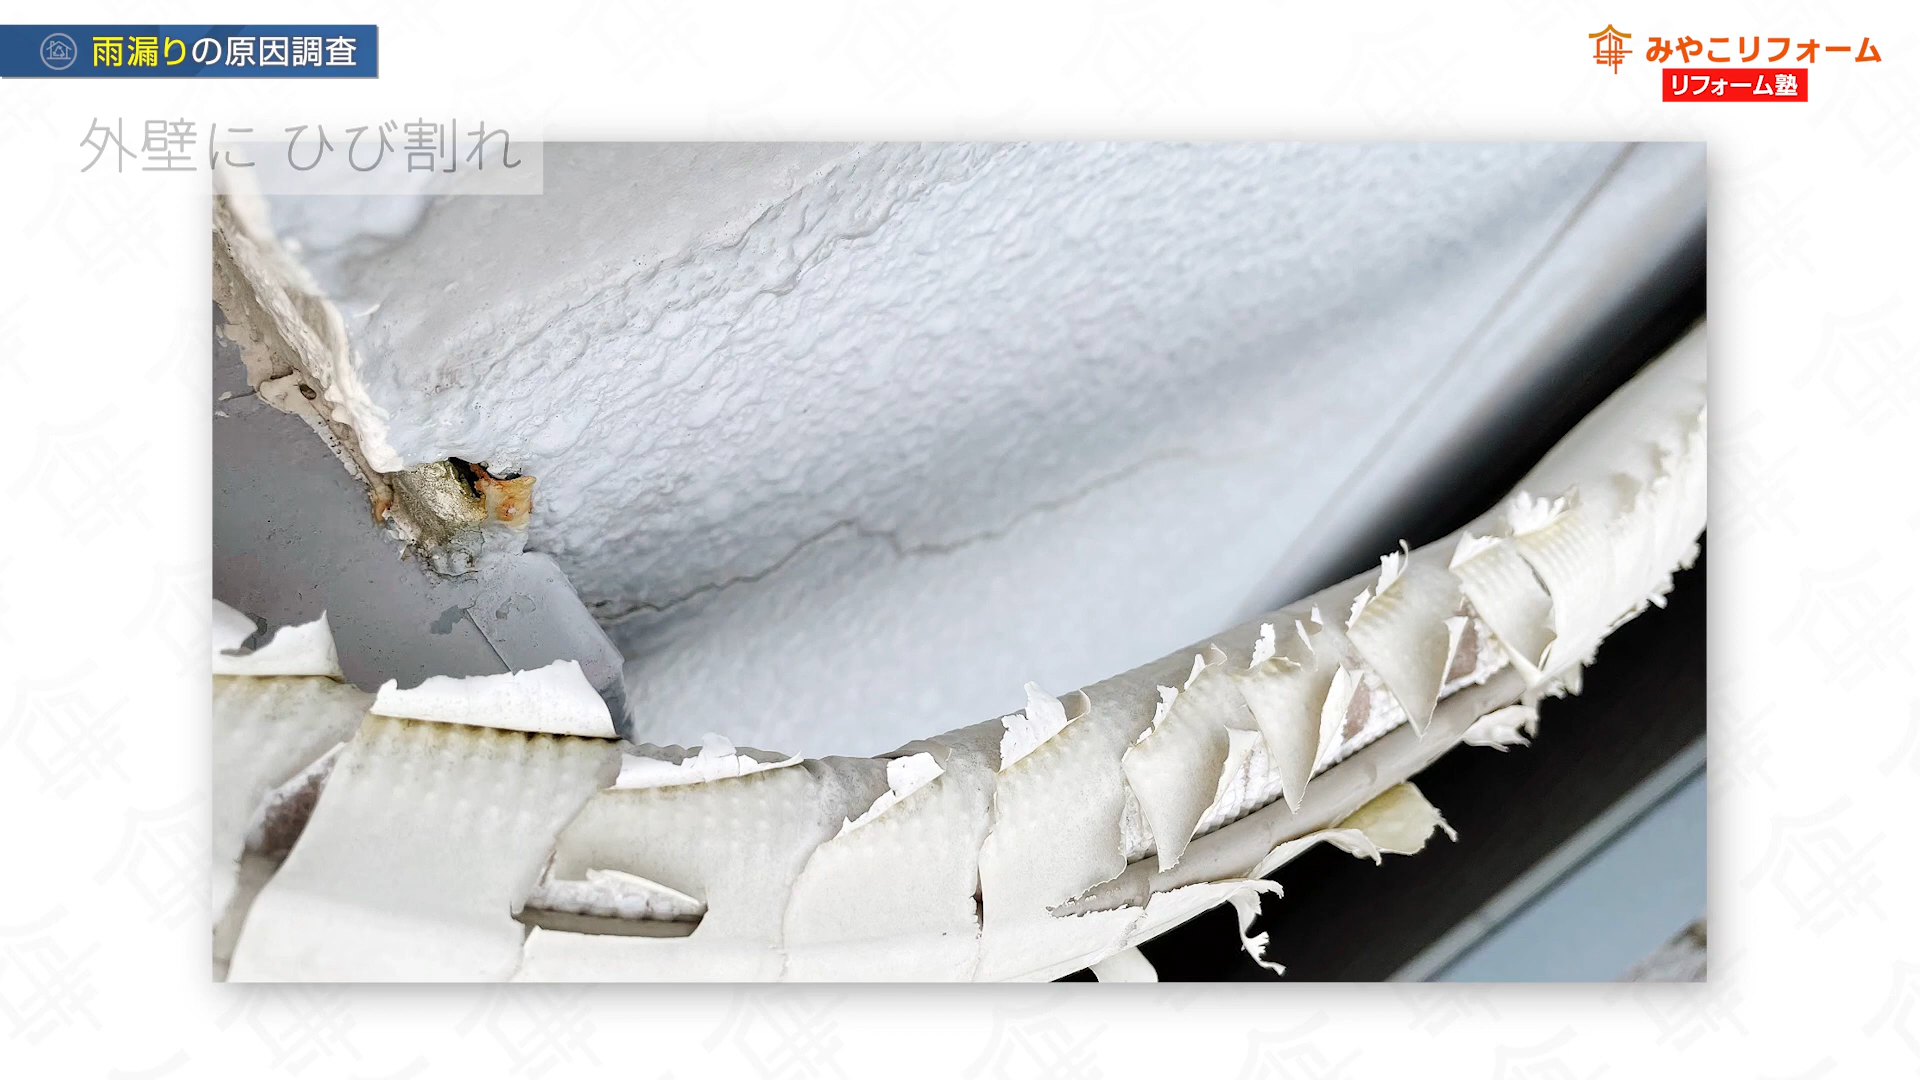 雨漏りの原因調査
みやこリフォーム
リフォーム塾
外壁に ひび割れ